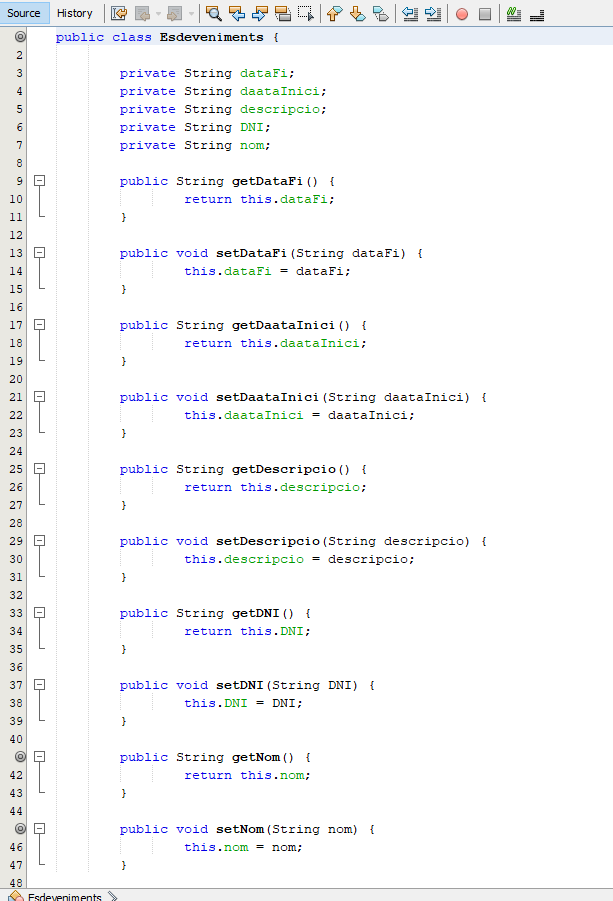 Source History
public class Esdeveniments {
2
3 private String dataFi;
4 private String daataInici;
5 private String descripcio;
6 private String DNI;
7 private String nom;
8
9 public String getDataFi() {
10 return this.dataFi;
11 }
12
13 public void setDataFi(String dataFi) {
14 this.dataFi = dataFi;
15 }
16
17 public String getDaataInici() {
18 return this.daataInici;
19 }
20
21 public void setDaataInici(String daataInici) {
22 this.daataInici = daataInici;
23 }
24
25 public String getDescripcio() {
26 return this.descripcio;
27 }
28
29 public void setDescripcio(String descripcio) {
30 this.descripcio = descripcio;
31 }
32
33 public String getDNI() {
34 return this.DNI;
35 }
36
37 public void setDNI(String DNI) {
38 this.DNI = DNI;
39 }
40
public String getNom() {
42 return this.nom;
43 }
44
public void setNom(String nom) {
46 this.nom = nom;
47 }
48
Esdeveniments